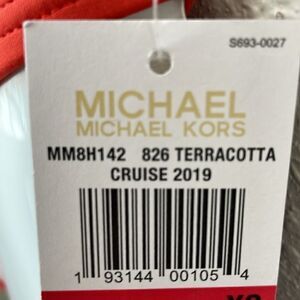 S693-0027
MICHAEL
MICHAEL KORS
MM8H142 826 TERRACOTTA
CRUISE 2019
1 93144 00105 4